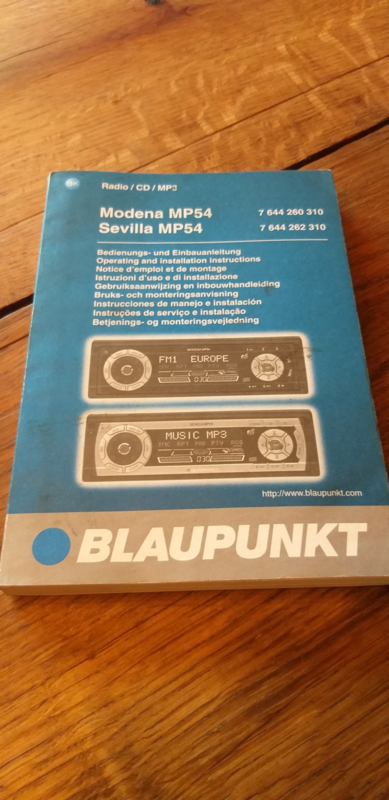 Radio / CD / MP3
Modena MP54 7 644 260 310
Sevilla MP54 7 644 262 310
Bedienungs- und Einbauanleitung
Operating and installation instructions
Notice d'emploi et de montage
Istruzioni d'uso e di installazione
Gebruiksaanwijzing en inbouwhandleiding
Bruks- och monteringsanvisning
Instrucciones de manejo e instalación
Instruções de serviço e instalação
Betjenings- og monteringsvejledning
FM1 EUROPE
MUSIC MP3
http://www.blaupunkt.com
BLAUPUNKT